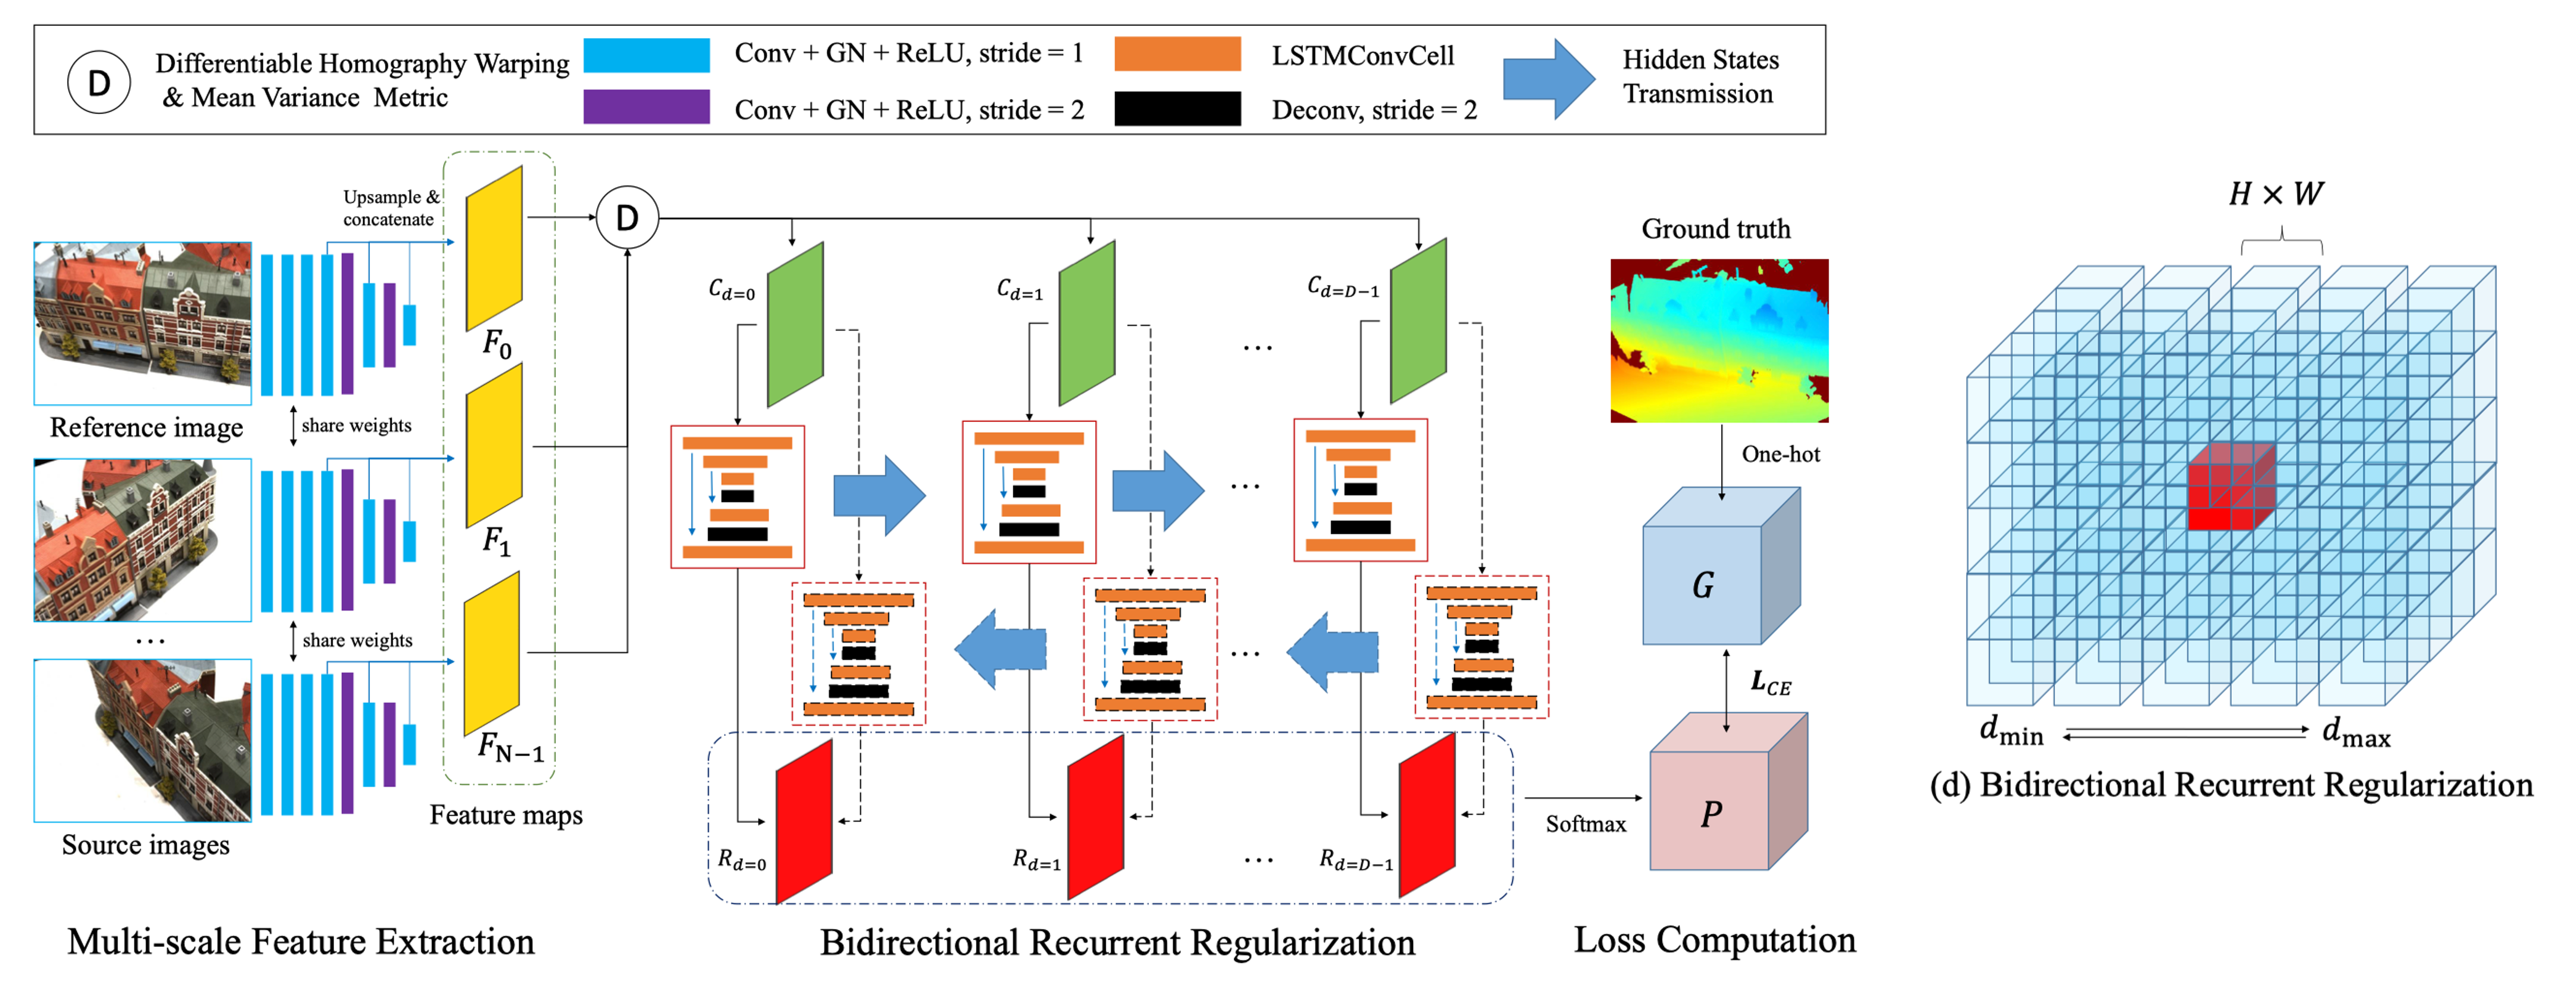 D
Differentiable Homography Warping
& Mean Variance Metric
Conv + GN + ReLU, stride = 1
Conv + GN + ReLU, stride = 2
LSTMConvCell
Deconv, stride = 2
Hidden States
Transmission
Upsample &
concatenate
F₀
D
Reference image
share weights
F₁
...
share weights
F_{N−1}
Source images
Feature maps
C_{d=0}
C_{d=1}
...
C_{d=D−1}
...
...
R_{d=0}
R_{d=1}
...
R_{d=D−1}
Ground truth
One-hot
G
L_{CE}
Softmax
P
Multi-scale Feature Extraction
Bidirectional Recurrent Regularization
Loss Computation
H × W
d_{min}
d_{max}
(d) Bidirectional Recurrent Regularization